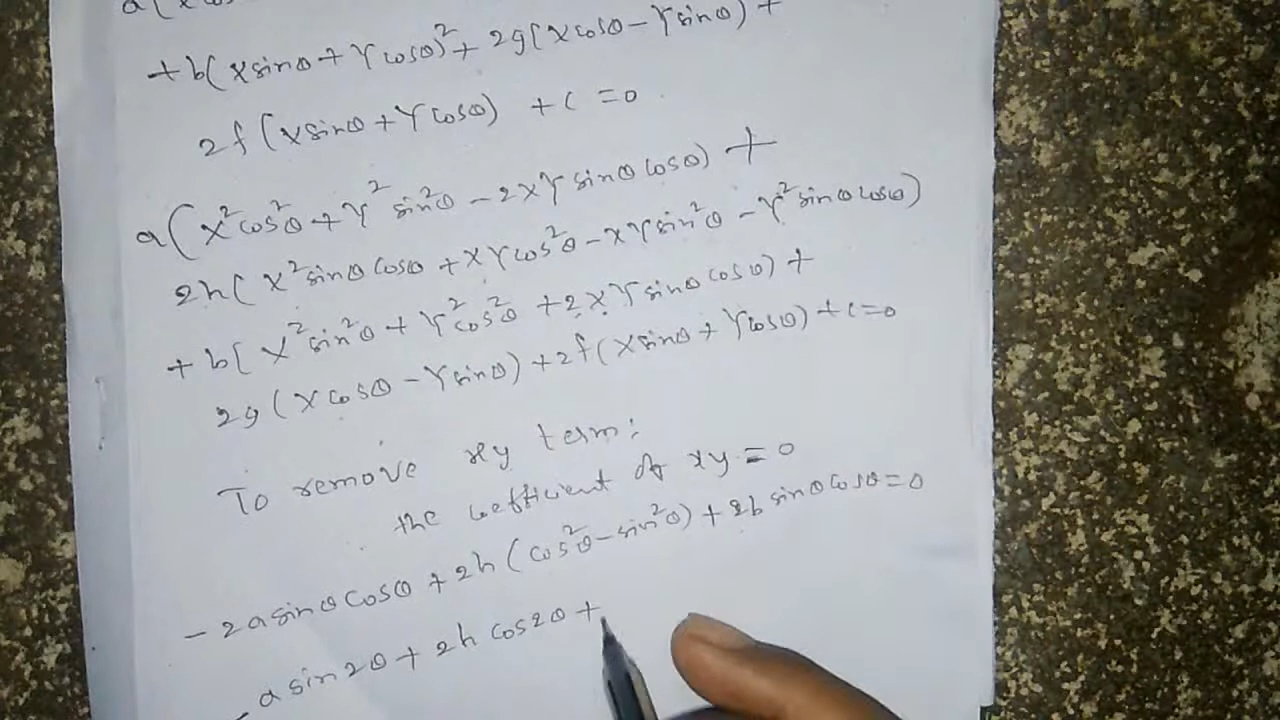 + b(x sinθ + Y cosθ)² + 2g(x cosθ - Y sinθ) +
2f (x sinθ + Y cosθ) + c = 0
a(x² cos²θ + Y² sin²θ - 2xY sinθ cosθ) +
2h( x² sinθ cosθ + xY cos²θ - xY sin²θ - Y² sinθ cosθ)
+ b( x² sin²θ + Y² cos²θ + 2xY sinθ cosθ) +
2g (x cosθ - Y sinθ) + 2f (x sinθ + Y cosθ) + c = 0
To remove xy term:
the coefficient of xy = 0
- 2a sinθ cosθ + 2h (cos²θ - sin²θ) + 2b sinθ cosθ = 0
- a sin2θ + 2h cos2θ +